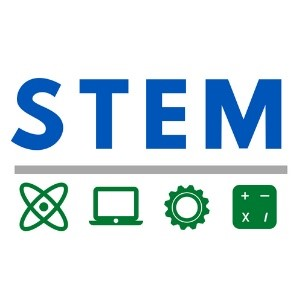 STEM
+ −
x /